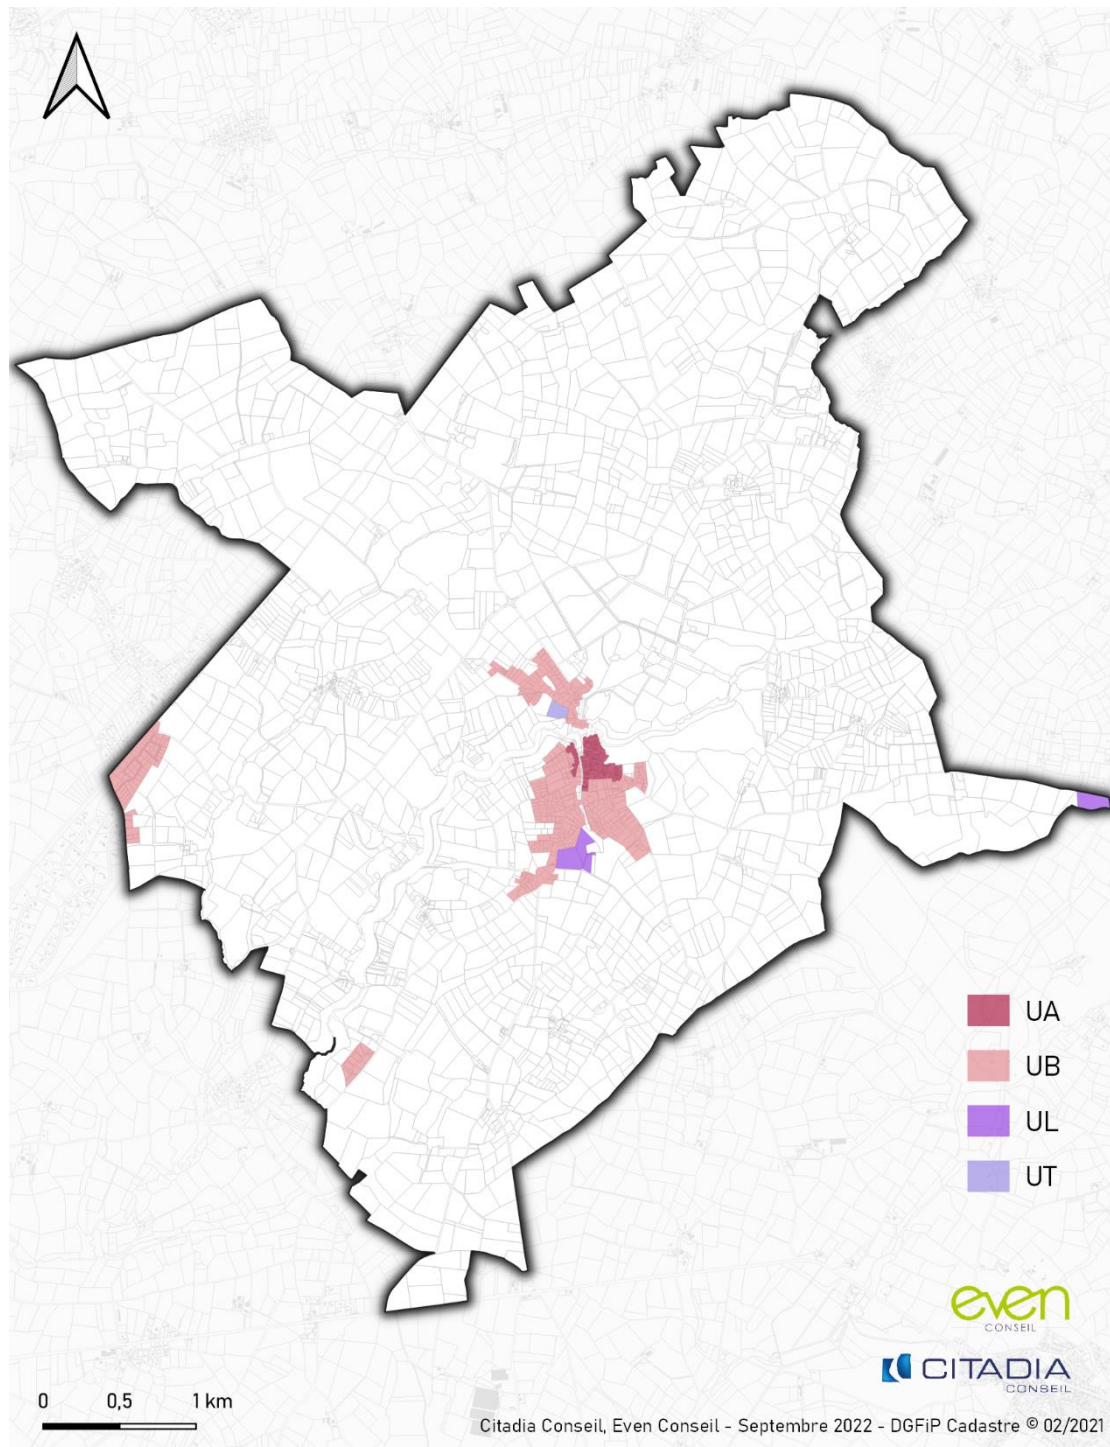 UA
UB
UL
UT
even
CONSEIL
CITADIA
CONSEIL
0 0,5 1 km
Citadia Conseil, Even Conseil - Septembre 2022 - DGFiP Cadastre © 02/2021